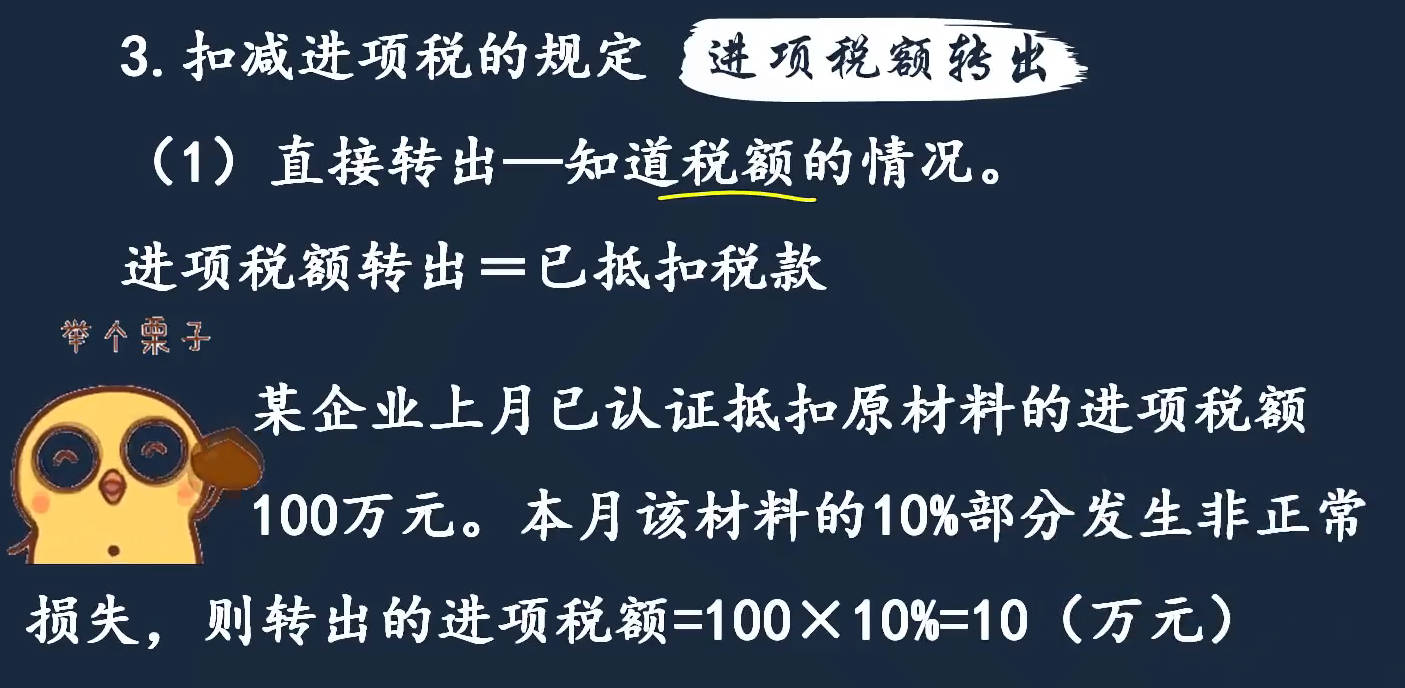 3.扣减进项税的规定 进项税额转出
（1）直接转出—知道税额的情况。
进项税额转出＝已抵扣税款
举个栗子
某企业上月已认证抵扣原材料的进项税额
100万元。本月该材料的10%部分发生非正常
损失，则转出的进项税额=100×10%=10（万元）